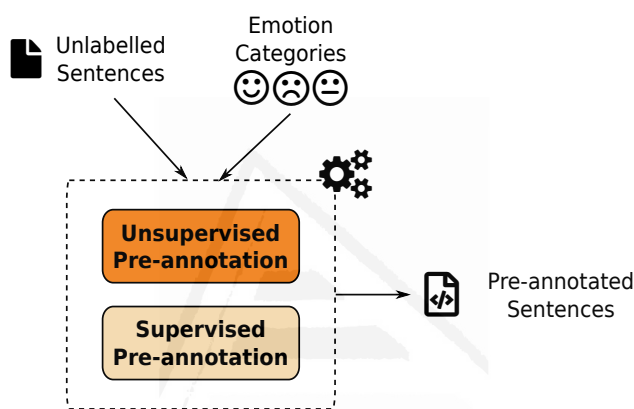 Unlabelled
Sentences
Emotion
Categories
Unsupervised
Pre-annotation
Supervised
Pre-annotation
</>
Pre-annotated
Sentences